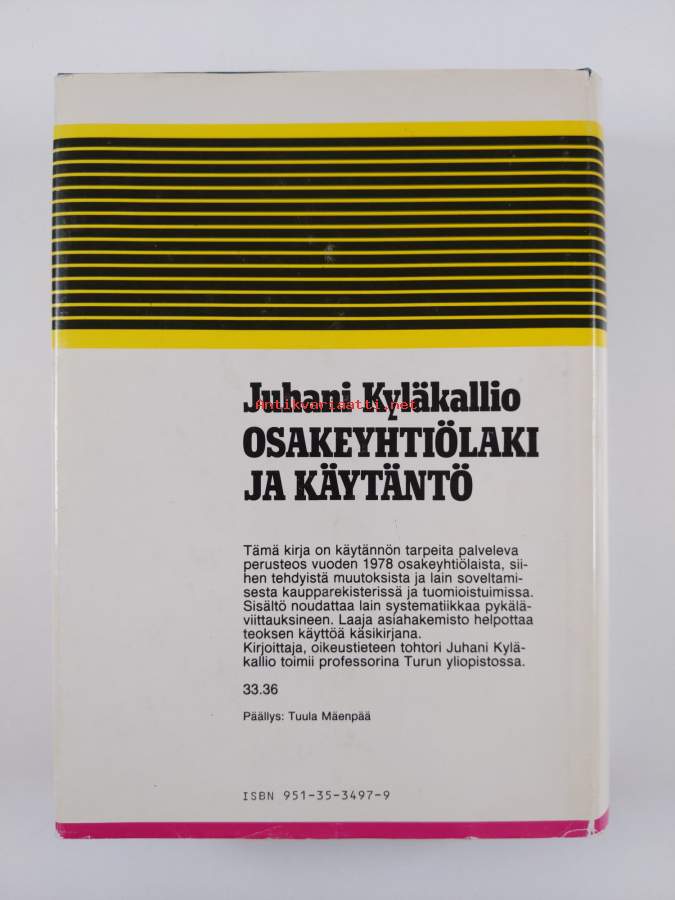 Juhani Kyläkallio
Antikvariaatti.net
OSAKEYHTIÖLAKI
JA KÄYTÄNTÖ
Tämä kirja on käytännön tarpeita palveleva
perusteos vuoden 1978 osakeyhtiölaista, sii-
hen tehdyistä muutoksista ja lain soveltami-
sesta kaupparekisterissä ja tuomioistuimissa.
Sisältö noudattaa lain systematiikkaa pykälä-
viittauksineen. Laaja asiahakemisto helpottaa
teoksen käyttöä käsikirjana.
Kirjoittaja, oikeustieteen tohtori Juhani Kylä-
kallio toimii professorina Turun yliopistossa.
33.36
Päällys: Tuula Mäenpää
ISBN 951-35-3497-9